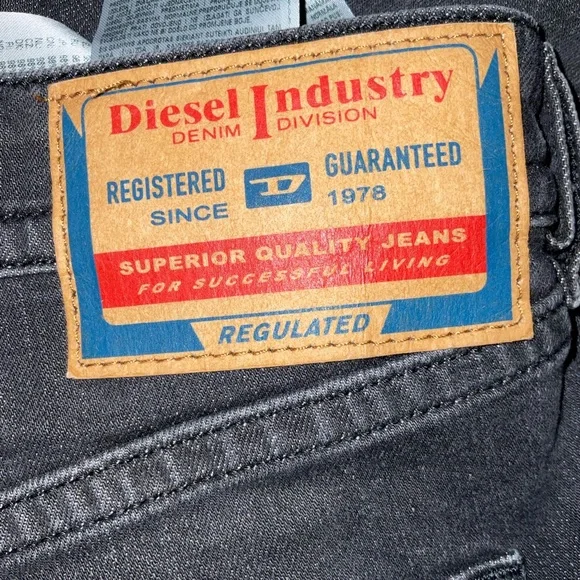 Diesel Industry
DENIM DIVISION
REGISTERED GUARANTEED
SINCE 1978
SUPERIOR QUALITY JEANS
FOR SUCCESSFUL LIVING
REGULATED